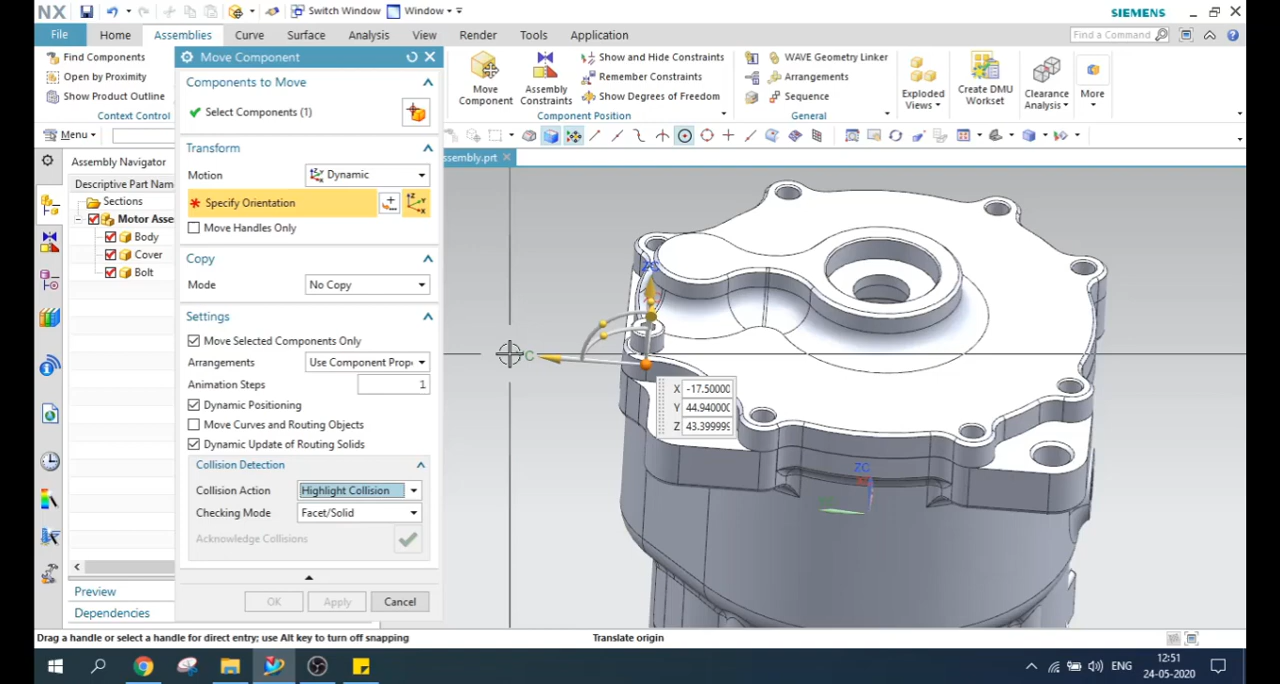 NX Switch Window Window SIEMENS
File Home Assemblies Curve Surface Analysis View Render Tools Application Find a Command
Find Components
Open by Proximity
Show Product Outline
Context Control
Move Component
Assembly Constraints
Show and Hide Constraints
Remember Constraints
Show Degrees of Freedom
Component Position
WAVE Geometry Linker
Arrangements
Sequence
General
Exploded Views
Create DMU Workset
Clearance Analysis
More
Menu
Assembly Navigator
Descriptive Part Nam
Sections
Motor Asse
Body
Cover
Bolt
Preview
Dependencies
Move Component
Components to Move
Select Components (1)
Transform
Motion Dynamic
* Specify Orientation
Move Handles Only
Copy
Mode No Copy
Settings
Move Selected Components Only
Arrangements Use Component Prop
Animation Steps 1
Dynamic Positioning
Move Curves and Routing Objects
Dynamic Update of Routing Solids
Collision Detection
Collision Action Highlight Collision
Checking Mode Facet/Solid
Acknowledge Collisions
OK Apply Cancel
ssembly.prt
ZC
C
X -17.50000
Y 44.940000
Z 43.399999
ZC
Drag a handle or select a handle for direct entry; use Alt key to turn off snapping Translate origin
ENG 12:51
24-05-2020